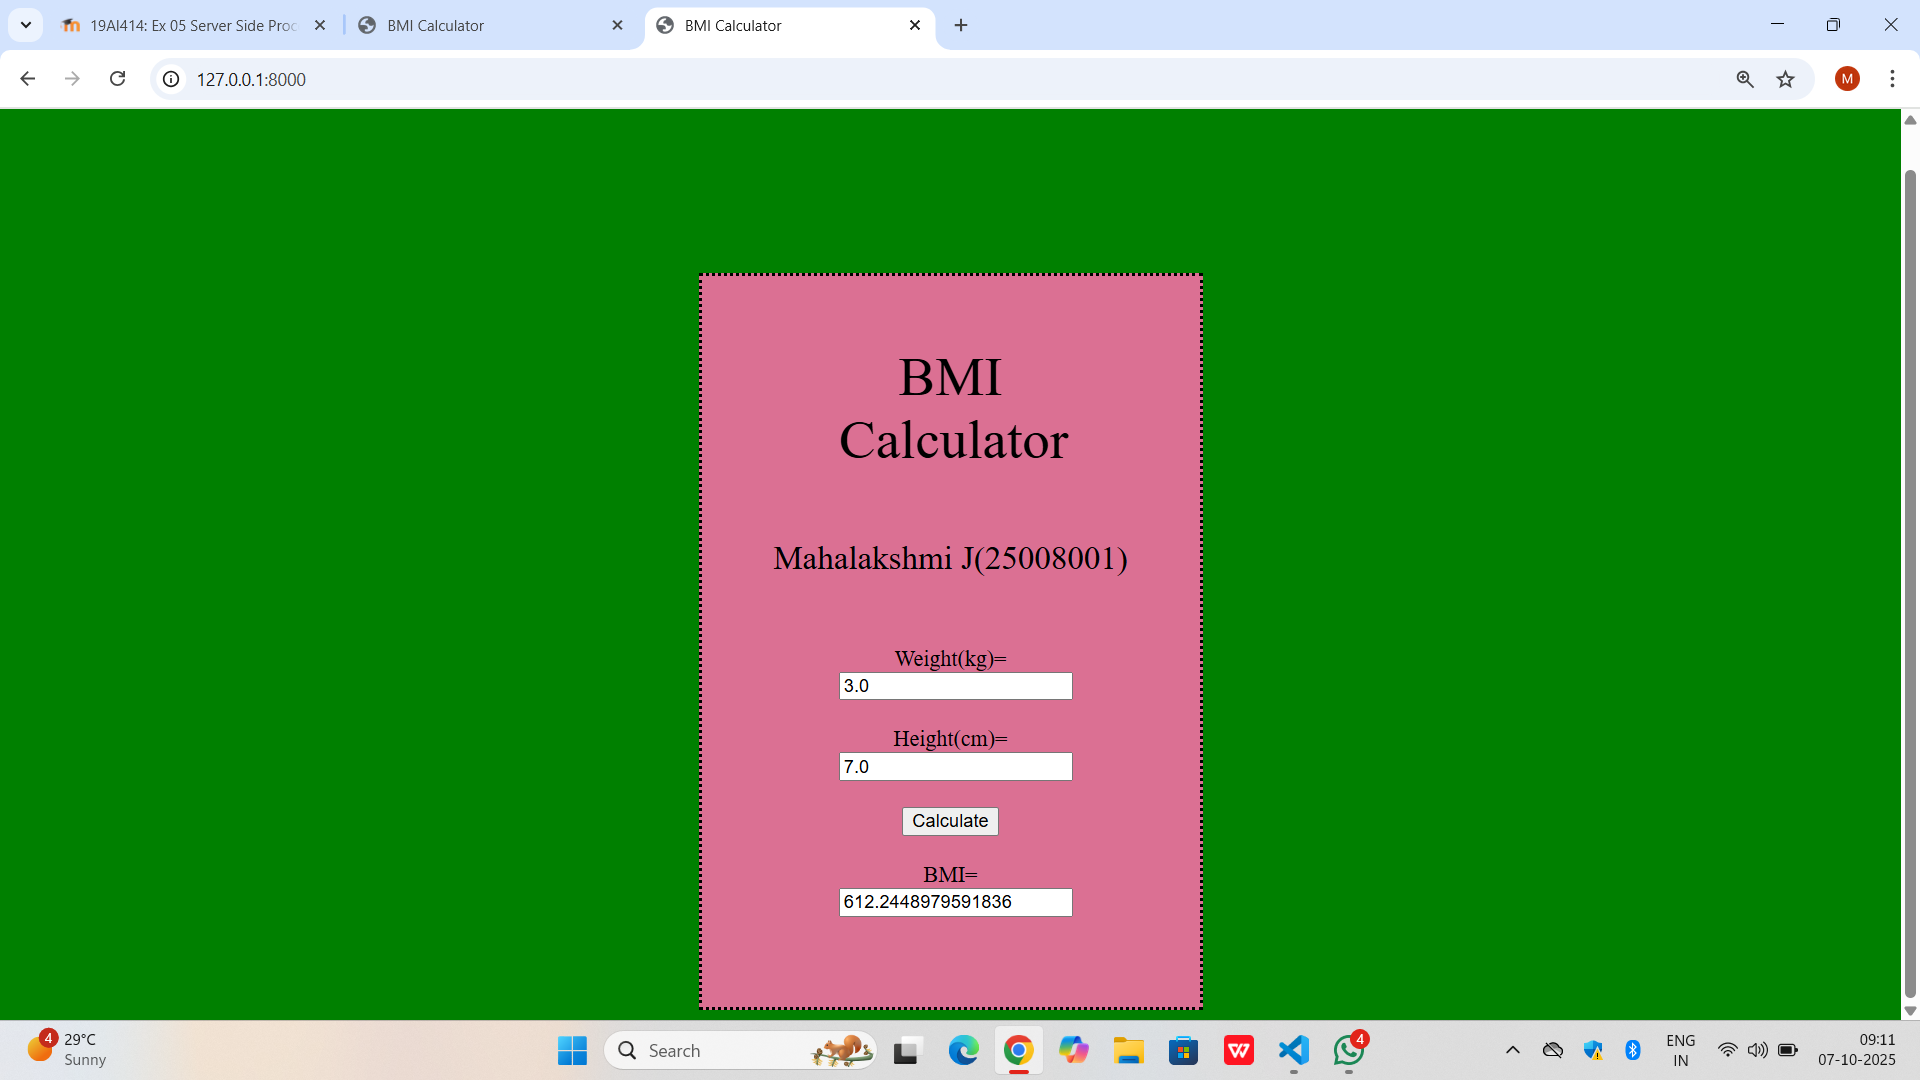 19AI414: Ex 05 Server Side Proc
BMI Calculator
BMI Calculator
127.0.0.1:8000
M
BMI
Calculator
Mahalakshmi J(25008001)
Weight(kg)=
3.0
Height(cm)=
7.0
Calculate
BMI=
612.2448979591836
4
29°C
Sunny
Search
W
4
ENG
IN
09:11
07-10-2025